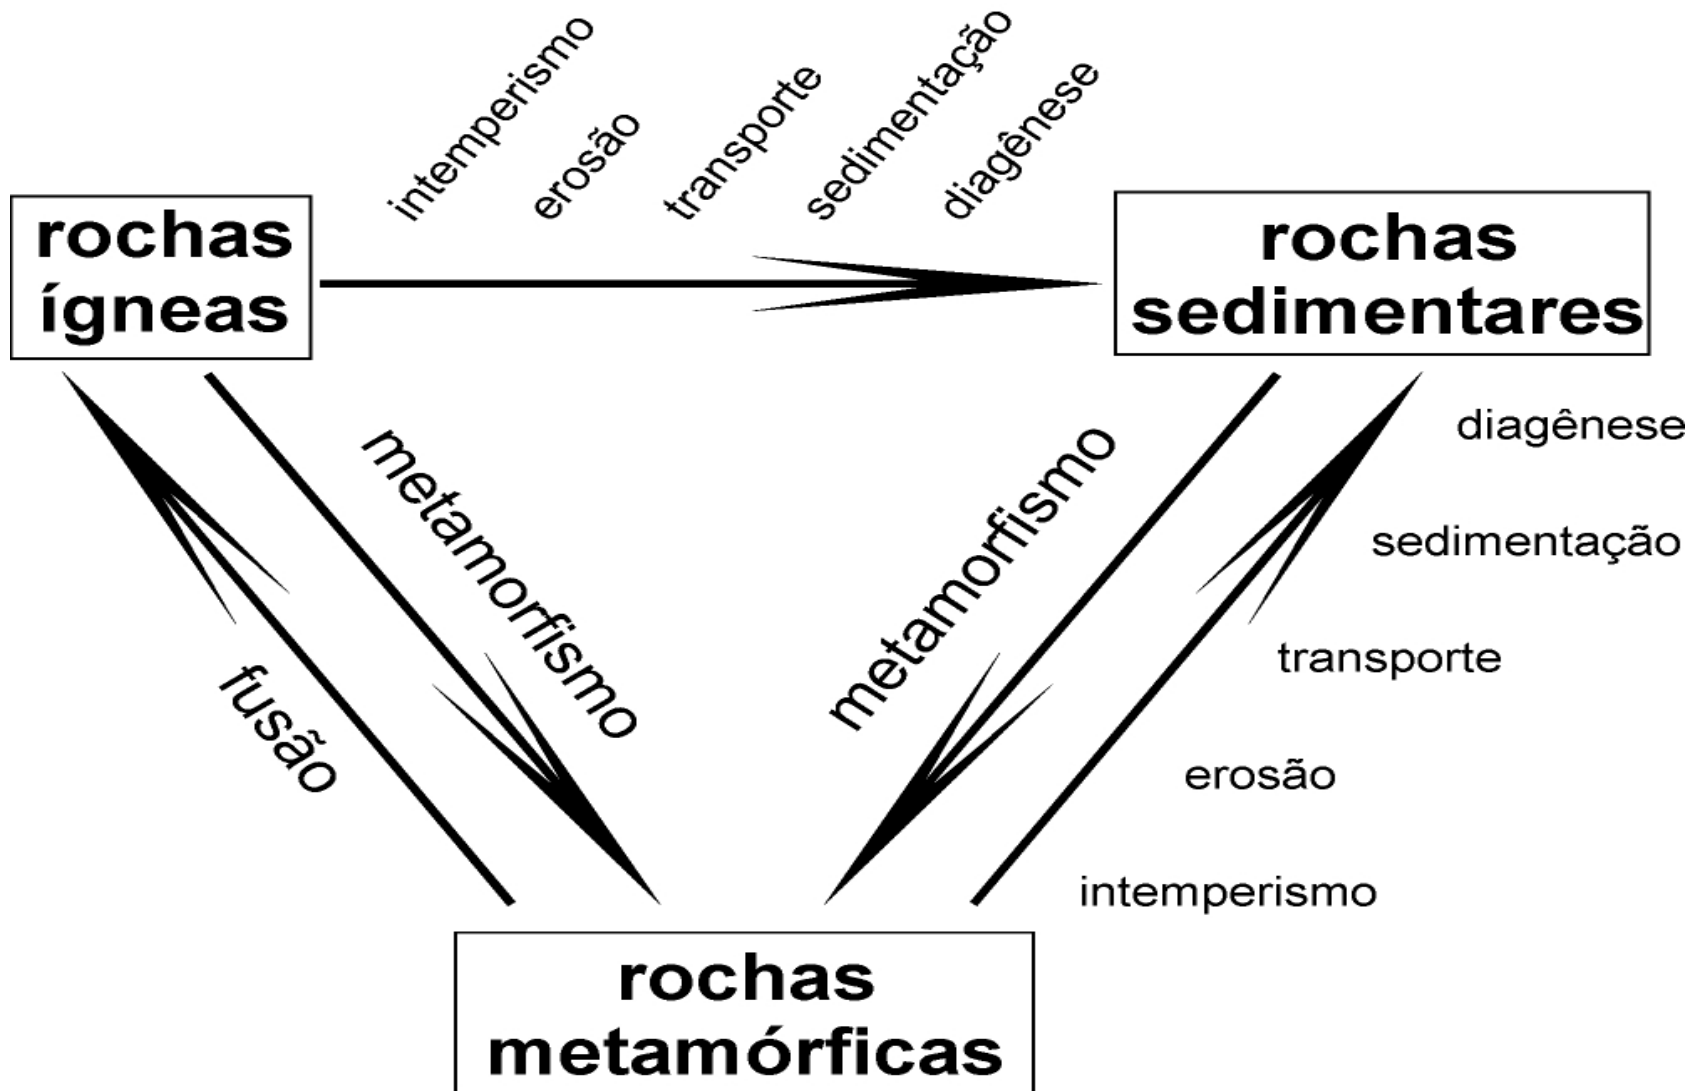 intemperismo
erosão
transporte
sedimentação
diagênese
rochas
ígneas
rochas
sedimentares
metamorfismo
fusão
metamorfismo
diagênese
sedimentação
transporte
erosão
intemperismo
rochas
metamórficas